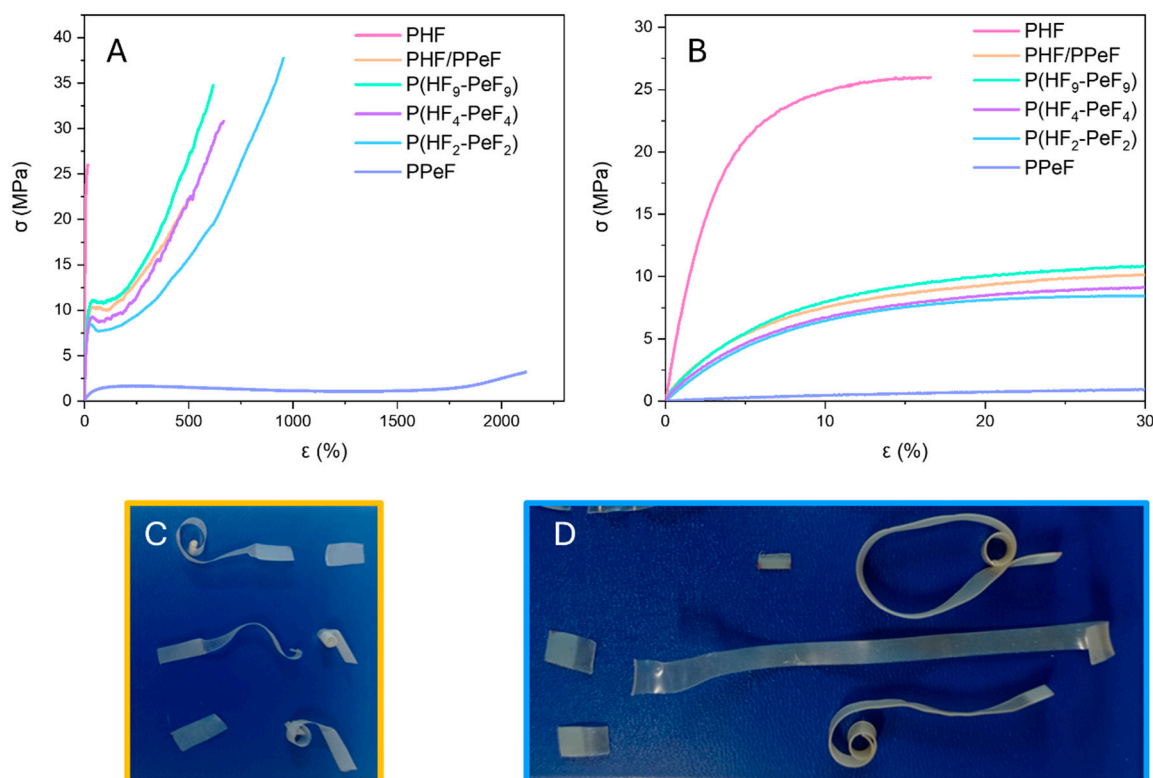 A
PHF
PHF/PPeF
P(HF₉-PeF₉)
P(HF₄-PeF₄)
P(HF₂-PeF₂)
PPeF
40
35
30
25
20
15
10
5
0
σ (MPa)
0 500 1000 1500 2000
ε (%)
B
PHF
PHF/PPeF
P(HF₉-PeF₉)
P(HF₄-PeF₄)
P(HF₂-PeF₂)
PPeF
30
25
20
15
10
5
0
σ (MPa)
0 10 20 30
ε (%)
C
D